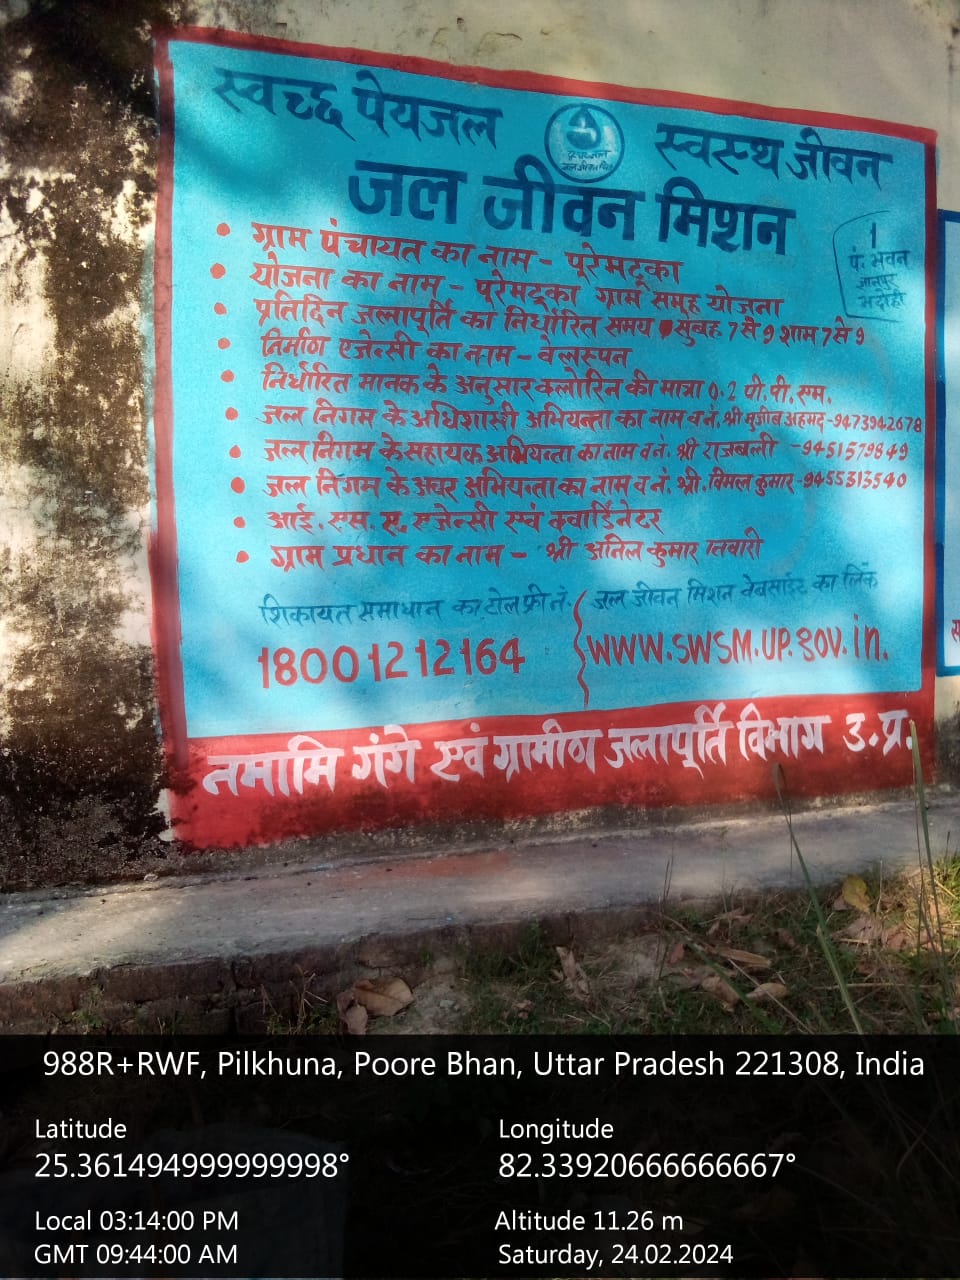 स्वच्छ पेयजल
स्वस्थ जीवन
जल जीवन मिशन
1
पं. भवन
ज्ञानपुर
भदोही
• ग्राम पंचायत का नाम - पूरेमटूका
• योजना का नाम - पूरेमटूका ग्राम समूह योजना
• प्रतिदिन जलापूर्ति का निर्धारित समय सुबह 7 से 9 शाम 7 से 9
• निर्माण एजेन्सी का नाम - वेलस्पन
• निर्धारित मानक के अनुसार क्लोरिन की मात्रा 0.2 पी.पी.एम.
• जल निगम के अधिशासी अभियन्ता का नाम व नं. श्री मुजीब अहमद - 9473942678
• जल निगम के सहायक अभियन्ता का नाम व नं. श्री राजबली - 9451579849
• जल निगम के अवर अभियन्ता का नाम व नं. श्री. विमल कुमार - 9455313540
• आई. एस. ए. एजेन्सी एवं क्वार्डिनेटर
• ग्राम प्रधान का नाम - श्री अनिल कुमार तिवारी
शिकायत समाधान का टोल फ्री नं.
18001212164
जल जीवन मिशन वेबसाईट का लिंक
www.swsm.up.gov.in.
नमामि गंगे एवं ग्रामीण जलापूर्ति विभाग उ.प्र.
988R+RWF, Pilkhuna, Poore Bhan, Uttar Pradesh 221308, India
Latitude
25.361494999999998°
Longitude
82.33920666666667°
Local 03:14:00 PM
GMT 09:44:00 AM
Altitude 11.26 m
Saturday, 24.02.2024